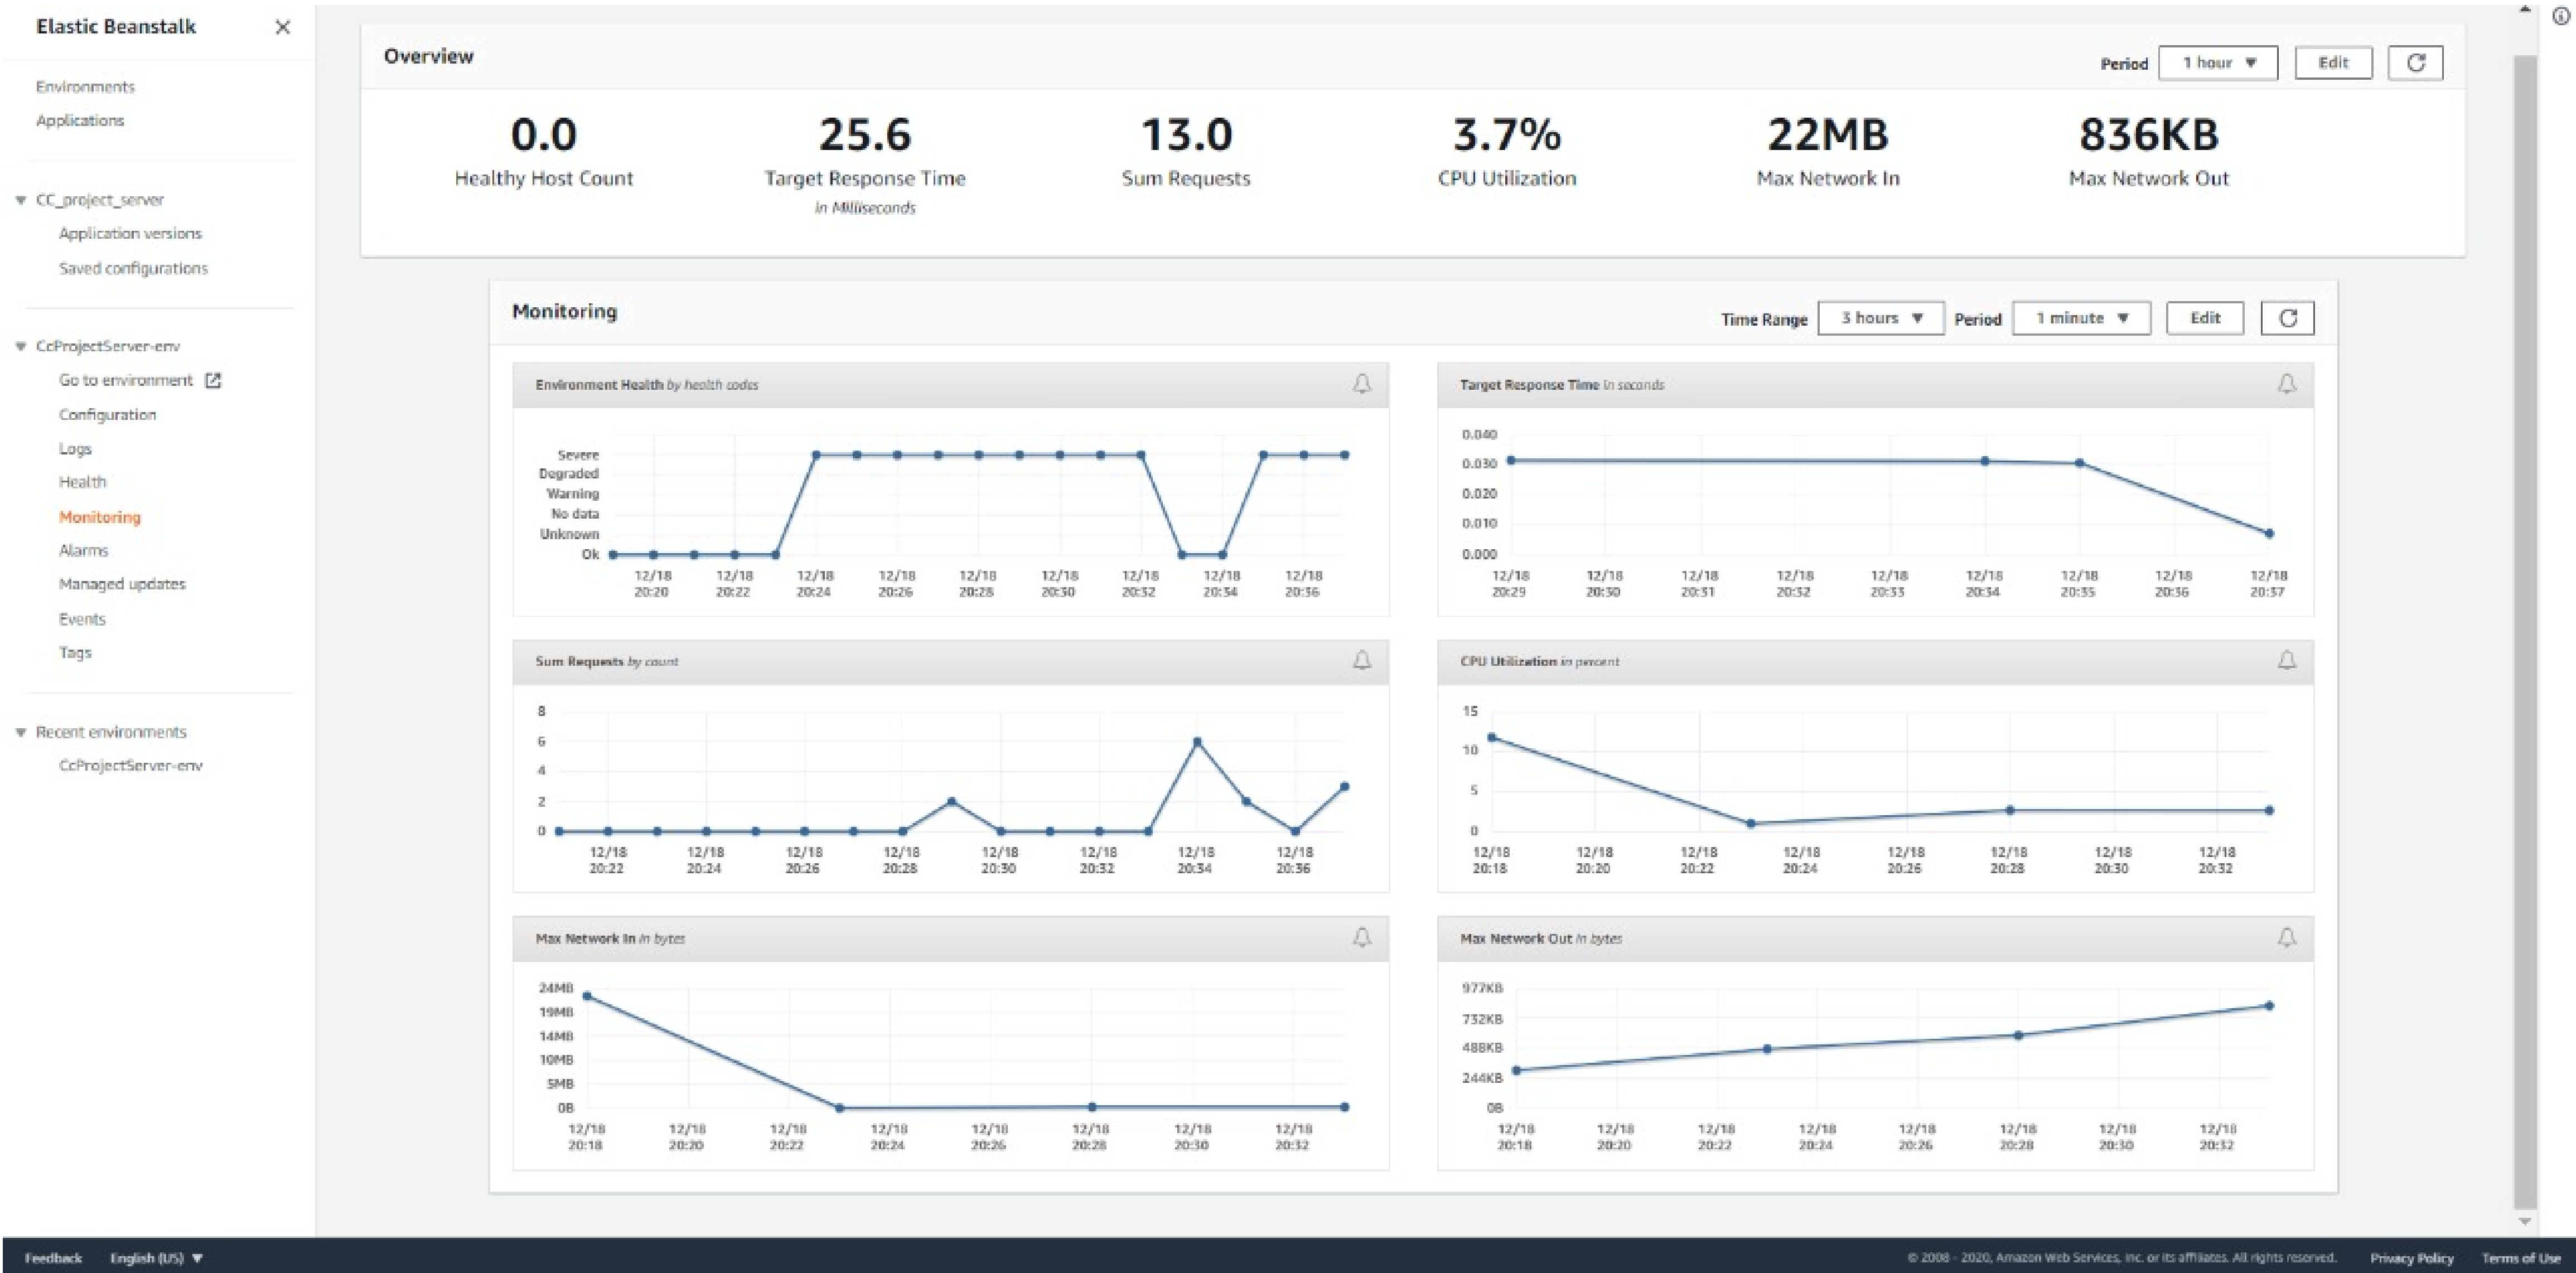 Elastic Beanstalk
Environments
Applications
CC_project_server
Application versions
Saved configurations
CcProjectServer-env
Go to environment
Configuration
Logs
Health
Monitoring
Alarms
Managed updates
Events
Tags
Recent environments
CcProjectServer-env
Overview
Period 1 hour Edit
0.0 25.6 13.0 3.7% 22MB 836KB
Healthy Host Count Target Response Time Sum Requests CPU Utilization Max Network In Max Network Out
in Milliseconds
Monitoring
Time Range 3 hours Period 1 minute Edit
Environment Health by health codes
Severe
Degraded
Warning
No data
Unknown
Ok
12/18 12/18 12/18 12/18 12/18 12/18 12/18 12/18 12/18
20:20 20:22 20:24 20:26 20:28 20:30 20:32 20:34 20:36
Target Response Time in seconds
0.040
0.030
0.020
0.010
0.000
12/18 12/18 12/18 12/18 12/18 12/18 12/18 12/18 12/18
20:29 20:30 20:31 20:32 20:33 20:34 20:35 20:36 20:37
Sum Requests by count
8
6
4
2
0
12/18 12/18 12/18 12/18 12/18 12/18 12/18 12/18
20:22 20:24 20:26 20:28 20:30 20:32 20:34 20:36
CPU Utilization in percent
15
10
5
0
12/18 12/18 12/18 12/18 12/18 12/18 12/18 12/18
20:18 20:20 20:22 20:24 20:26 20:28 20:30 20:32
Max Network In in bytes
24MB
19MB
14MB
10MB
5MB
0B
12/18 12/18 12/18 12/18 12/18 12/18 12/18 12/18
20:18 20:20 20:22 20:24 20:26 20:28 20:30 20:32
Max Network Out in bytes
977KB
732KB
488KB
244KB
0B
12/18 12/18 12/18 12/18 12/18 12/18 12/18 12/18
20:18 20:20 20:22 20:24 20:26 20:28 20:30 20:32
Feedback English (US) © 2008 - 2020, Amazon Web Services, Inc. or its affiliates. All rights reserved. Privacy Policy Terms of Use